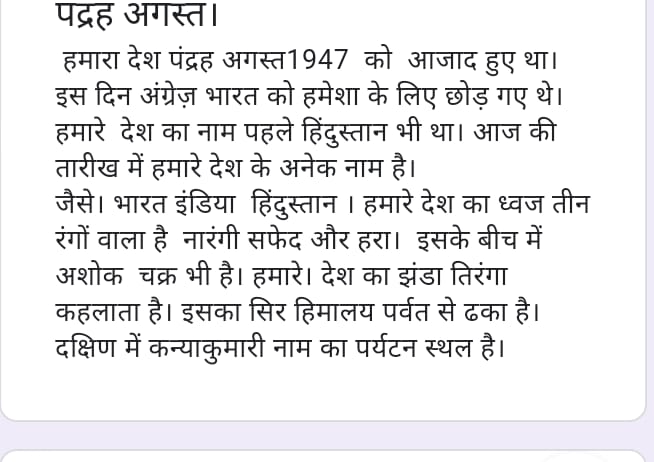 पंद्रह अगस्त।
हमारा देश पंद्रह अगस्त1947 को आजाद हुए था।
इस दिन अंग्रेज़ भारत को हमेशा के लिए छोड़ गए थे।
हमारे देश का नाम पहले हिंदुस्तान भी था। आज की
तारीख में हमारे देश के अनेक नाम है।
जैसे। भारत इंडिया हिंदुस्तान । हमारे देश का ध्वज तीन
रंगों वाला है नारंगी सफेद और हरा। इसके बीच में
अशोक चक्र भी है। हमारे। देश का झंडा तिरंगा
कहलाता है। इसका सिर हिमालय पर्वत से ढका है।
दक्षिण में कन्याकुमारी नाम का पर्यटन स्थल है।